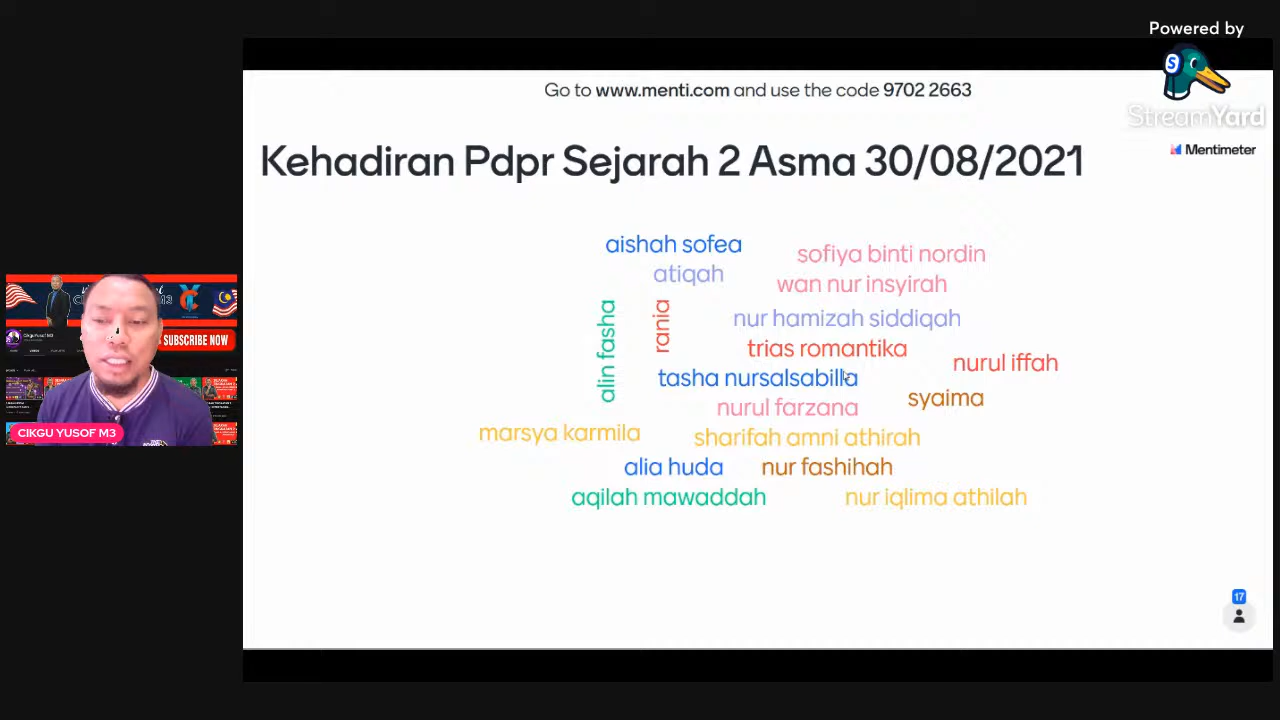 Powered by
StreamYard
Go to www.menti.com and use the code 9702 2663
Mentimeter
Kehadiran Pdpr Sejarah 2 Asma 30/08/2021
aishah sofea
sofiya binti nordin
atiqah
wan nur insyirah
alin fasha
rania
nur hamizah siddiqah
trias romantika
nurul iffah
tasha nursalsabilla
syaima
nurul farzana
marsya karmila
sharifah amni athirah
alia huda
nur fashihah
aqilah mawaddah
nur iqlima athilah
17
SUBSCRIBE NOW
CIKGU YUSOF M3